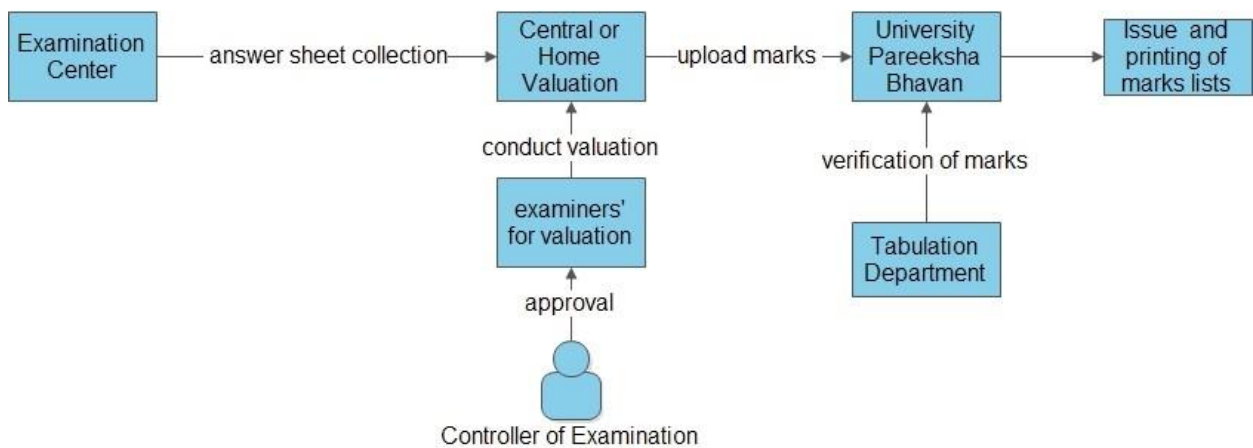 Examination
Center
answer sheet collection
Central or
Home
Valuation
upload marks
University
Pareeksha
Bhavan
Issue and
printing of
marks lists
conduct valuation
verification of marks
examiners'
for valuation
Tabulation
Department
approval
Controller of Examination